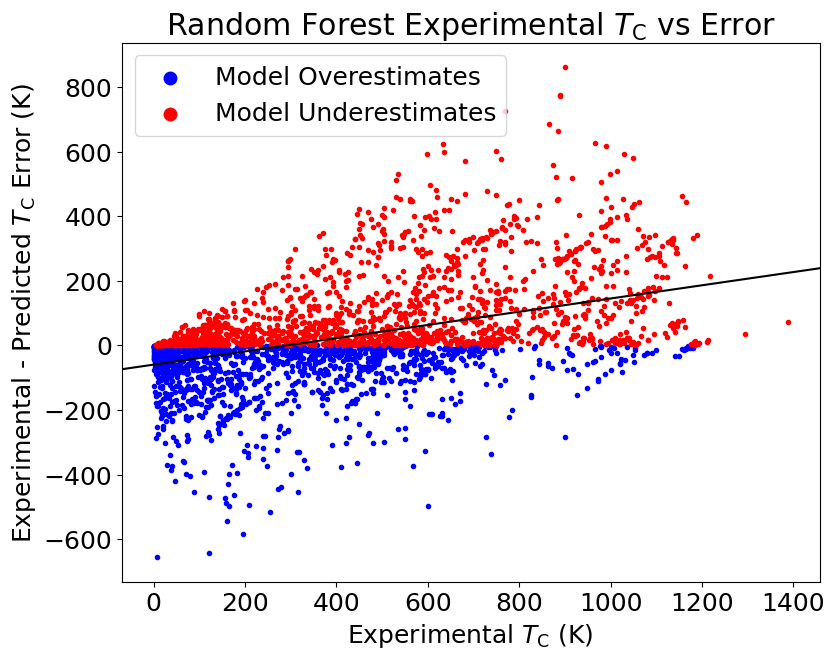 Random Forest Experimental T_C vs Error
Model Overestimates
Model Underestimates
Experimental - Predicted T_C Error (K)
800
600
400
200
0
−200
−400
−600
0 200 400 600 800 1000 1200 1400
Experimental T_C (K)